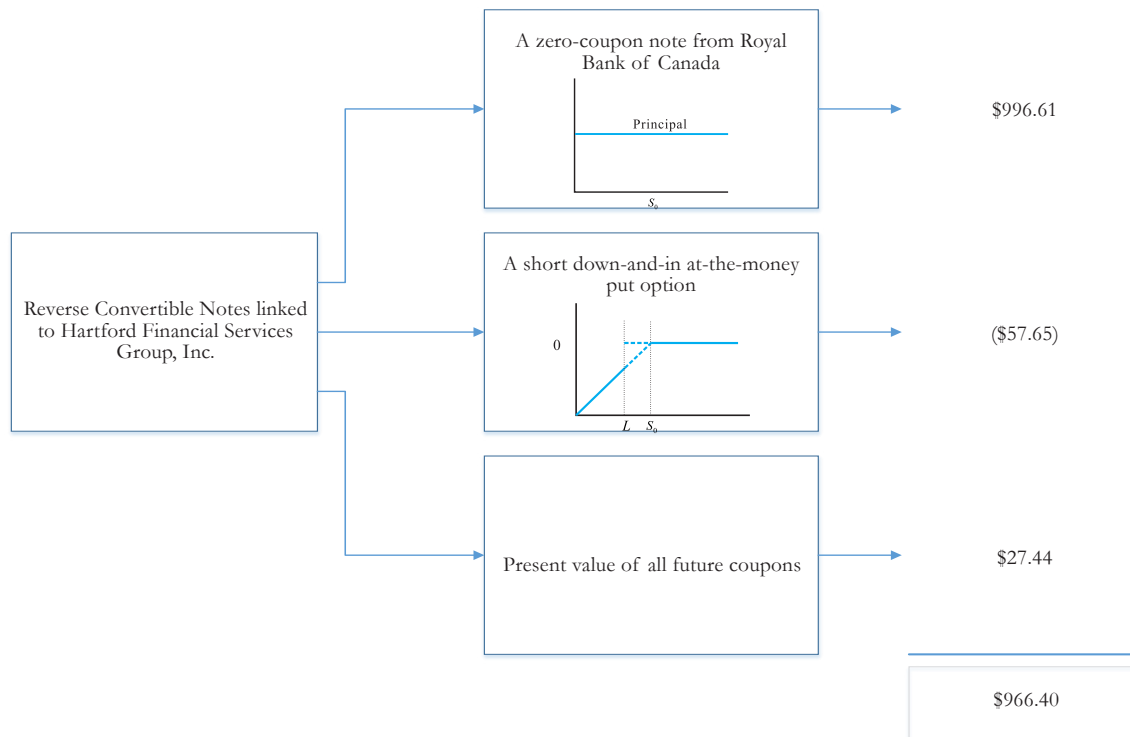 A zero-coupon note from Royal
Bank of Canada
Principal
S₀
$996.61
Reverse Convertible Notes linked
to Hartford Financial Services
Group, Inc.
A short down-and-in at-the-money
put option
0
L S₀
($57.65)
Present value of all future coupons
$27.44
$966.40